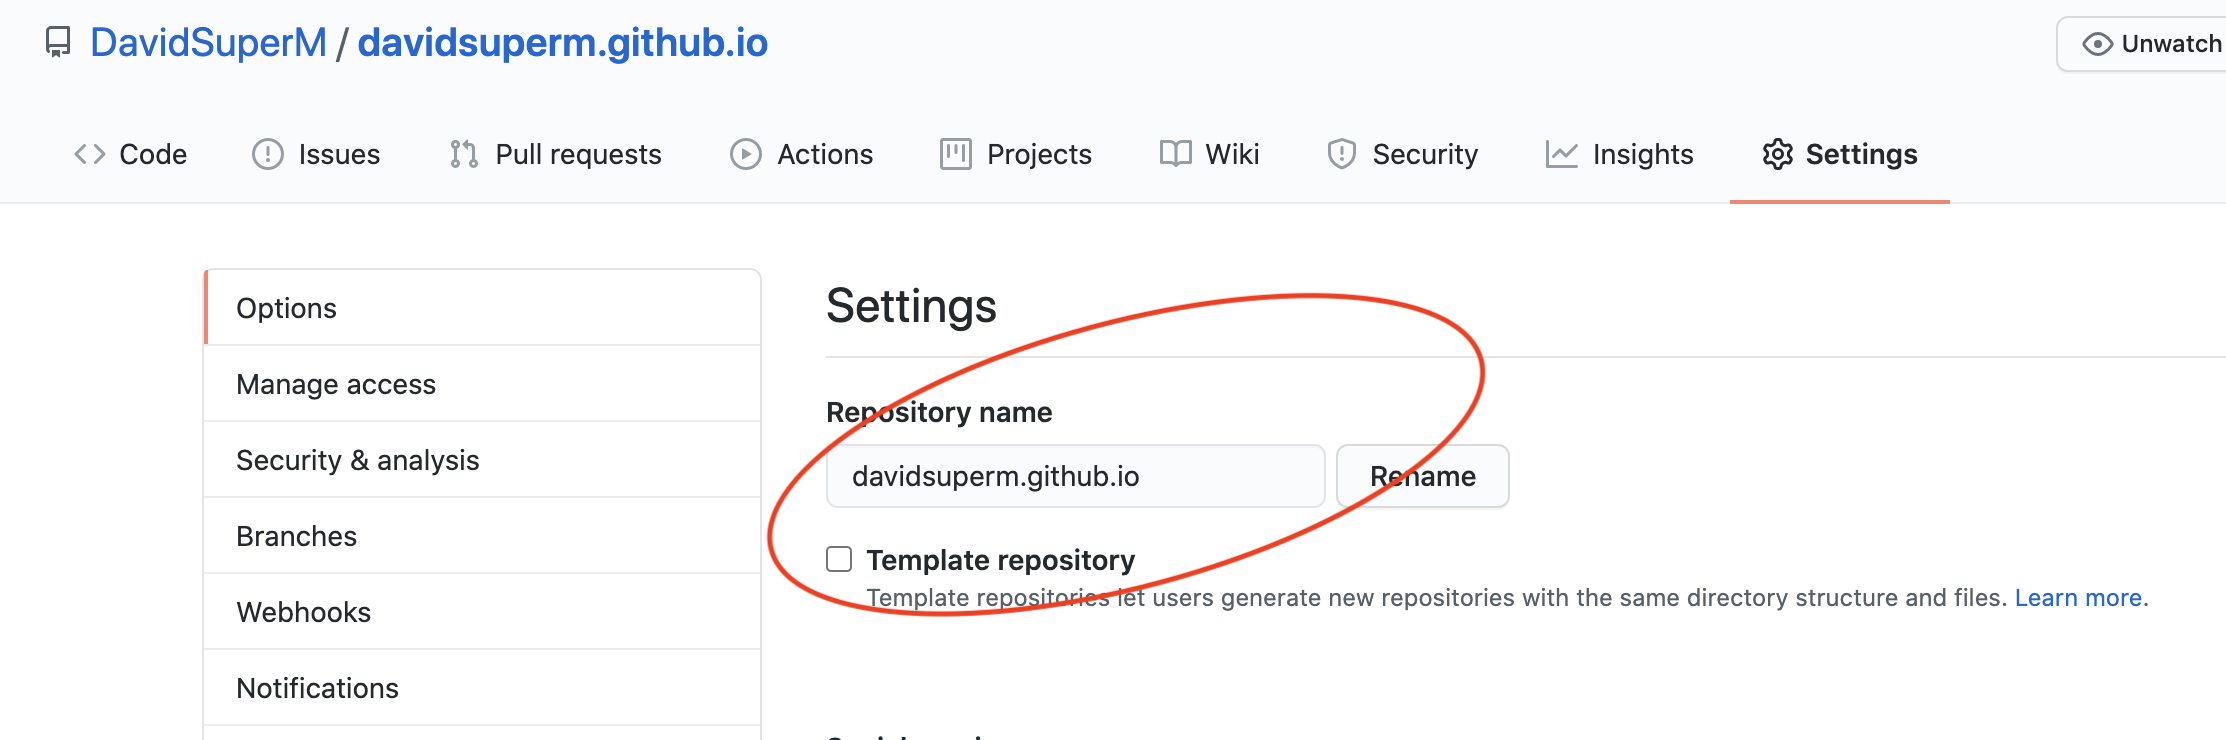 DavidSuperM / davidsuperm.github.io
Unwatch
Code Issues Pull requests Actions Projects Wiki Security Insights Settings
Options
Manage access
Security & analysis
Branches
Webhooks
Notifications
Settings
Repository name
davidsuperm.github.io Rename
Template repository
Template repositories let users generate new repositories with the same directory structure and files. Learn more.